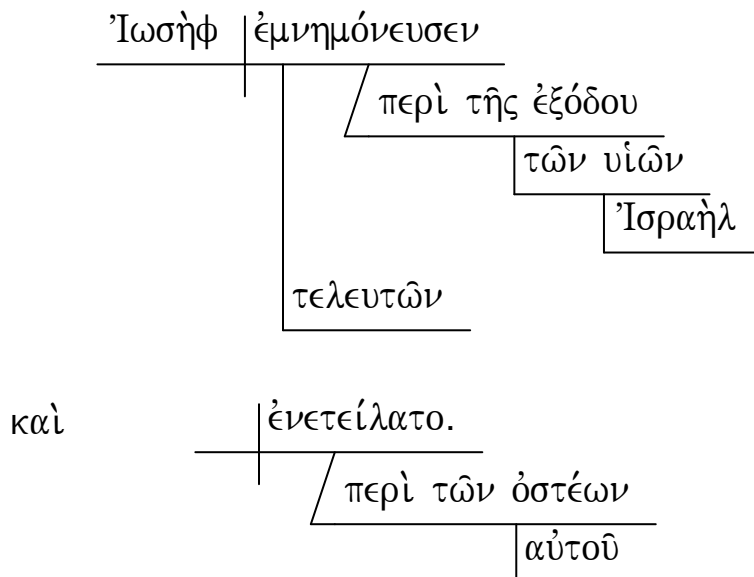 Ἰωσὴφ ἐμνημόνευσεν
περὶ τῆς ἐξόδου
τῶν υἱῶν
Ἰσραὴλ
τελευτῶν
καὶ ἐνετείλατο.
περὶ τῶν ὀστέων
αὐτοῦ